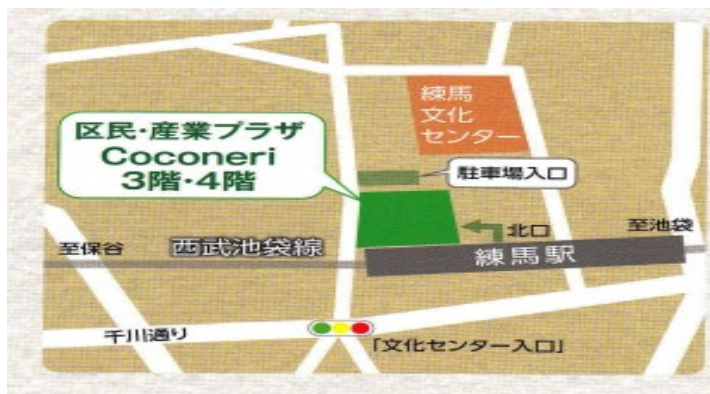 練馬
文化
センター
区民・産業プラザ
Coconeri
3階・4階
駐車場入口
北口
至池袋
至保谷
西武池袋線
練馬駅
千川通り
「文化センター入口」